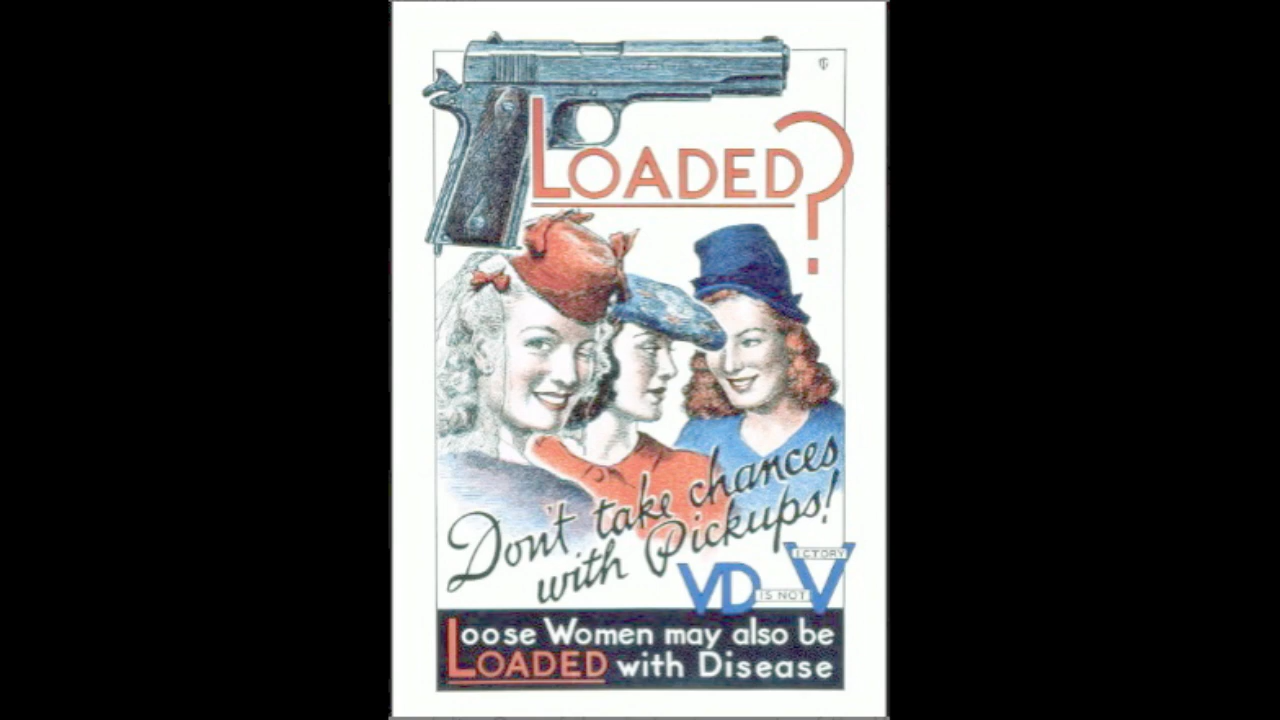 LOADED?
Don't take chances
with Pickups!
VD IS NOT VICTORY
Loose Women may also be
LOADED with Disease